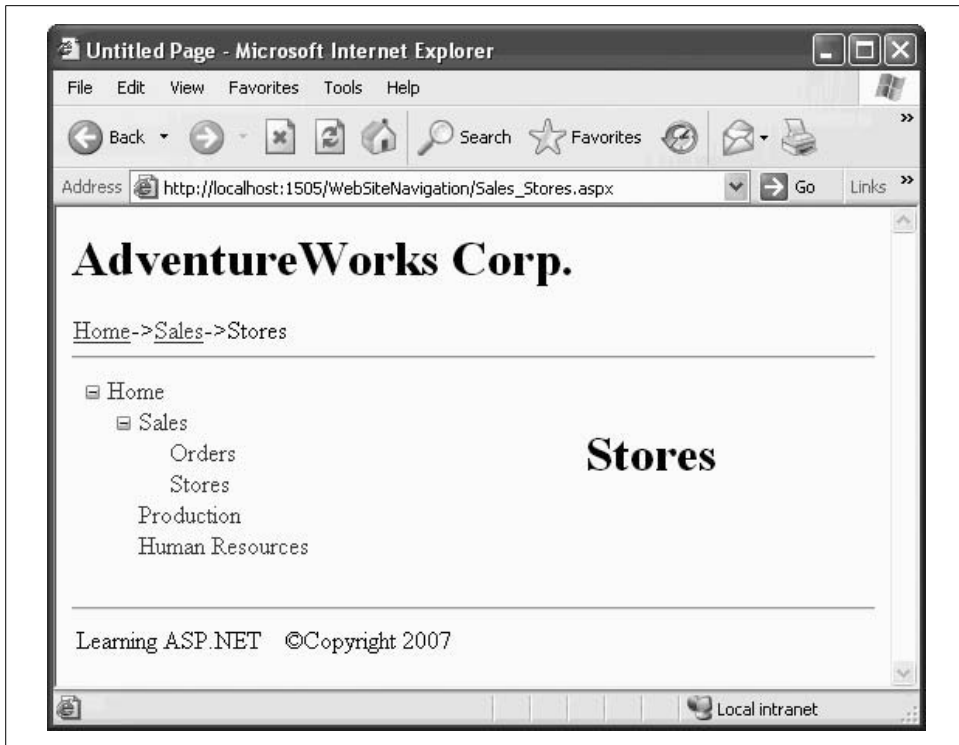 Untitled Page - Microsoft Internet Explorer
File Edit View Favorites Tools Help
Back Search Favorites »
Address http://localhost:1505/WebSiteNavigation/Sales_Stores.aspx Go Links »
AdventureWorks Corp.
Home->Sales->Stores
Home
Sales
Orders
Stores
Production
Human Resources
Stores
Learning ASP.NET ©Copyright 2007
Local intranet